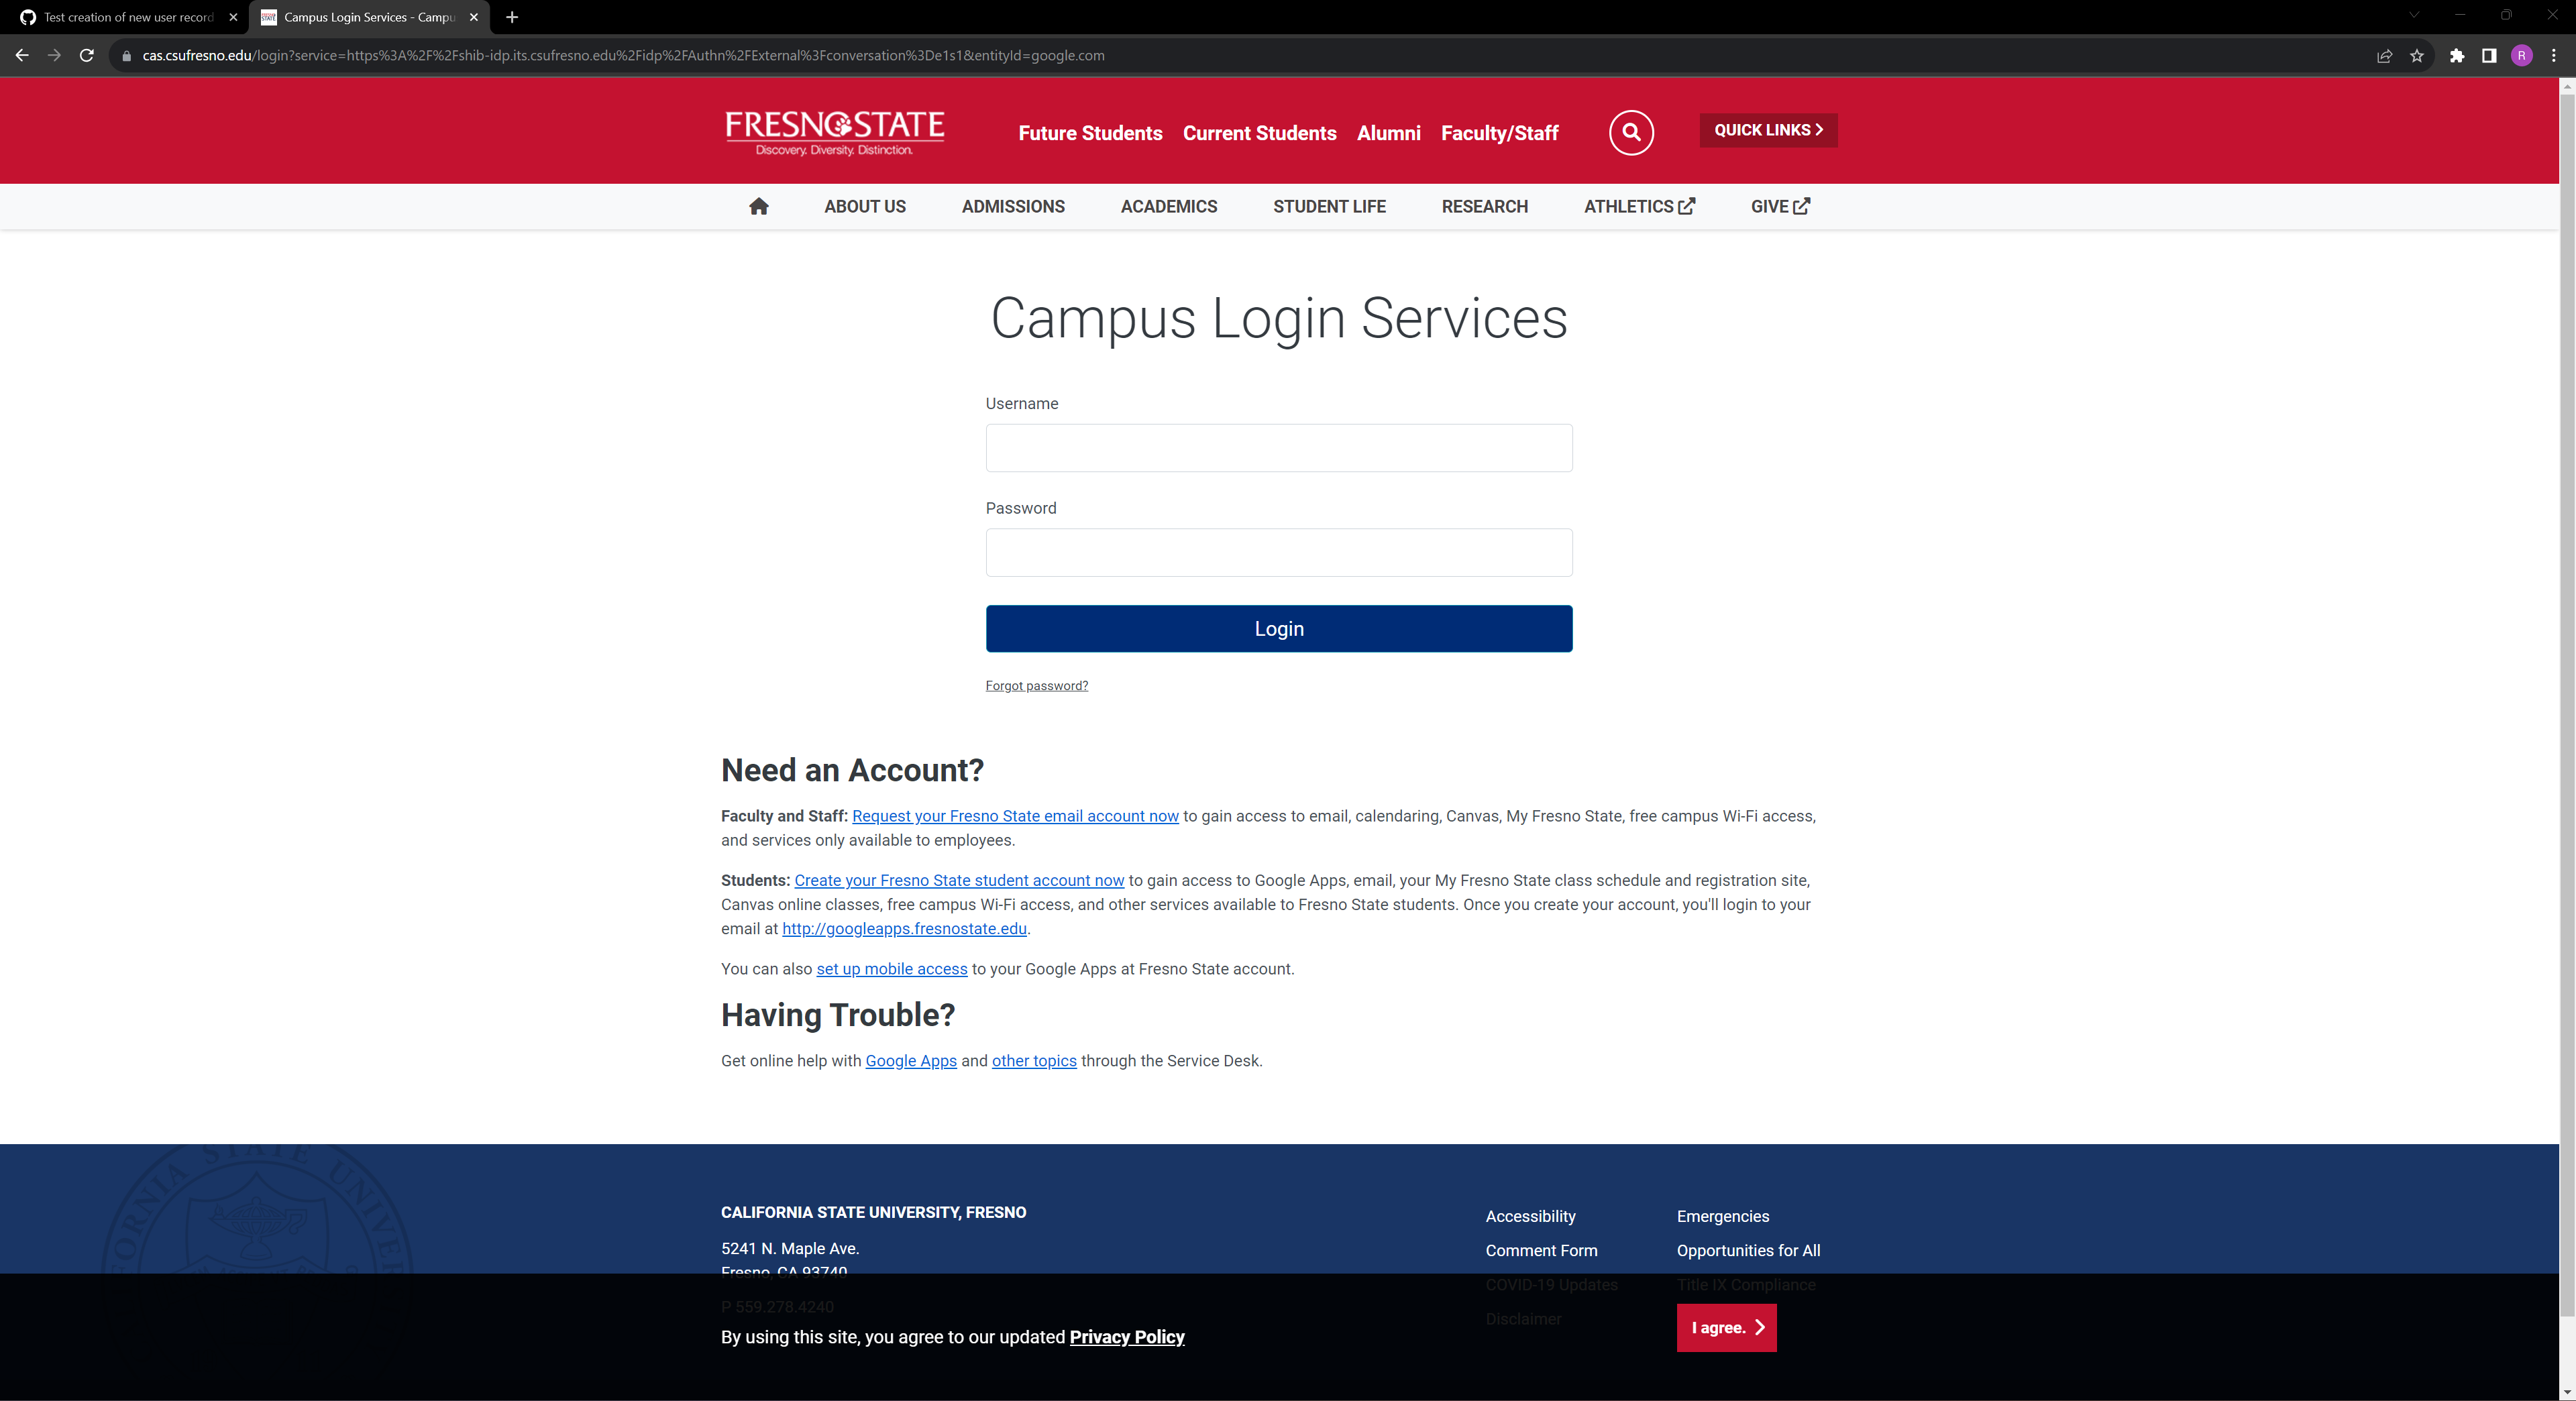 Test creation of new user record
Campus Login Services - Campu
cas.csufresno.edu/login?service=https%3A%2F%2Fshib-idp.its.csufresno.edu%2Fidp%2FAuthn%2FExternal%3Fconversation%3De1s1&entityId=google.com
R
FRESNO STATE
Discovery. Diversity. Distinction.
Future Students Current Students Alumni Faculty/Staff
QUICK LINKS
ABOUT US ADMISSIONS ACADEMICS STUDENT LIFE RESEARCH ATHLETICS GIVE
Campus Login Services
Username
Password
Login
Forgot password?
Need an Account?
Faculty and Staff: Request your Fresno State email account now to gain access to email, calendaring, Canvas, My Fresno State, free campus Wi-Fi access,
and services only available to employees.
Students: Create your Fresno State student account now to gain access to Google Apps, email, your My Fresno State class schedule and registration site,
Canvas online classes, free campus Wi-Fi access, and other services available to Fresno State students. Once you create your account, you'll login to your
email at http://googleapps.fresnostate.edu.
You can also set up mobile access to your Google Apps at Fresno State account.
Having Trouble?
Get online help with Google Apps and other topics through the Service Desk.
CALIFORNIA STATE UNIVERSITY, FRESNO
5241 N. Maple Ave.
Fresno, CA 93740
P 559.278.4240
Accessibility
Comment Form
COVID-19 Updates
Disclaimer
Emergencies
Opportunities for All
Title IX Compliance
By using this site, you agree to our updated Privacy Policy
I agree.